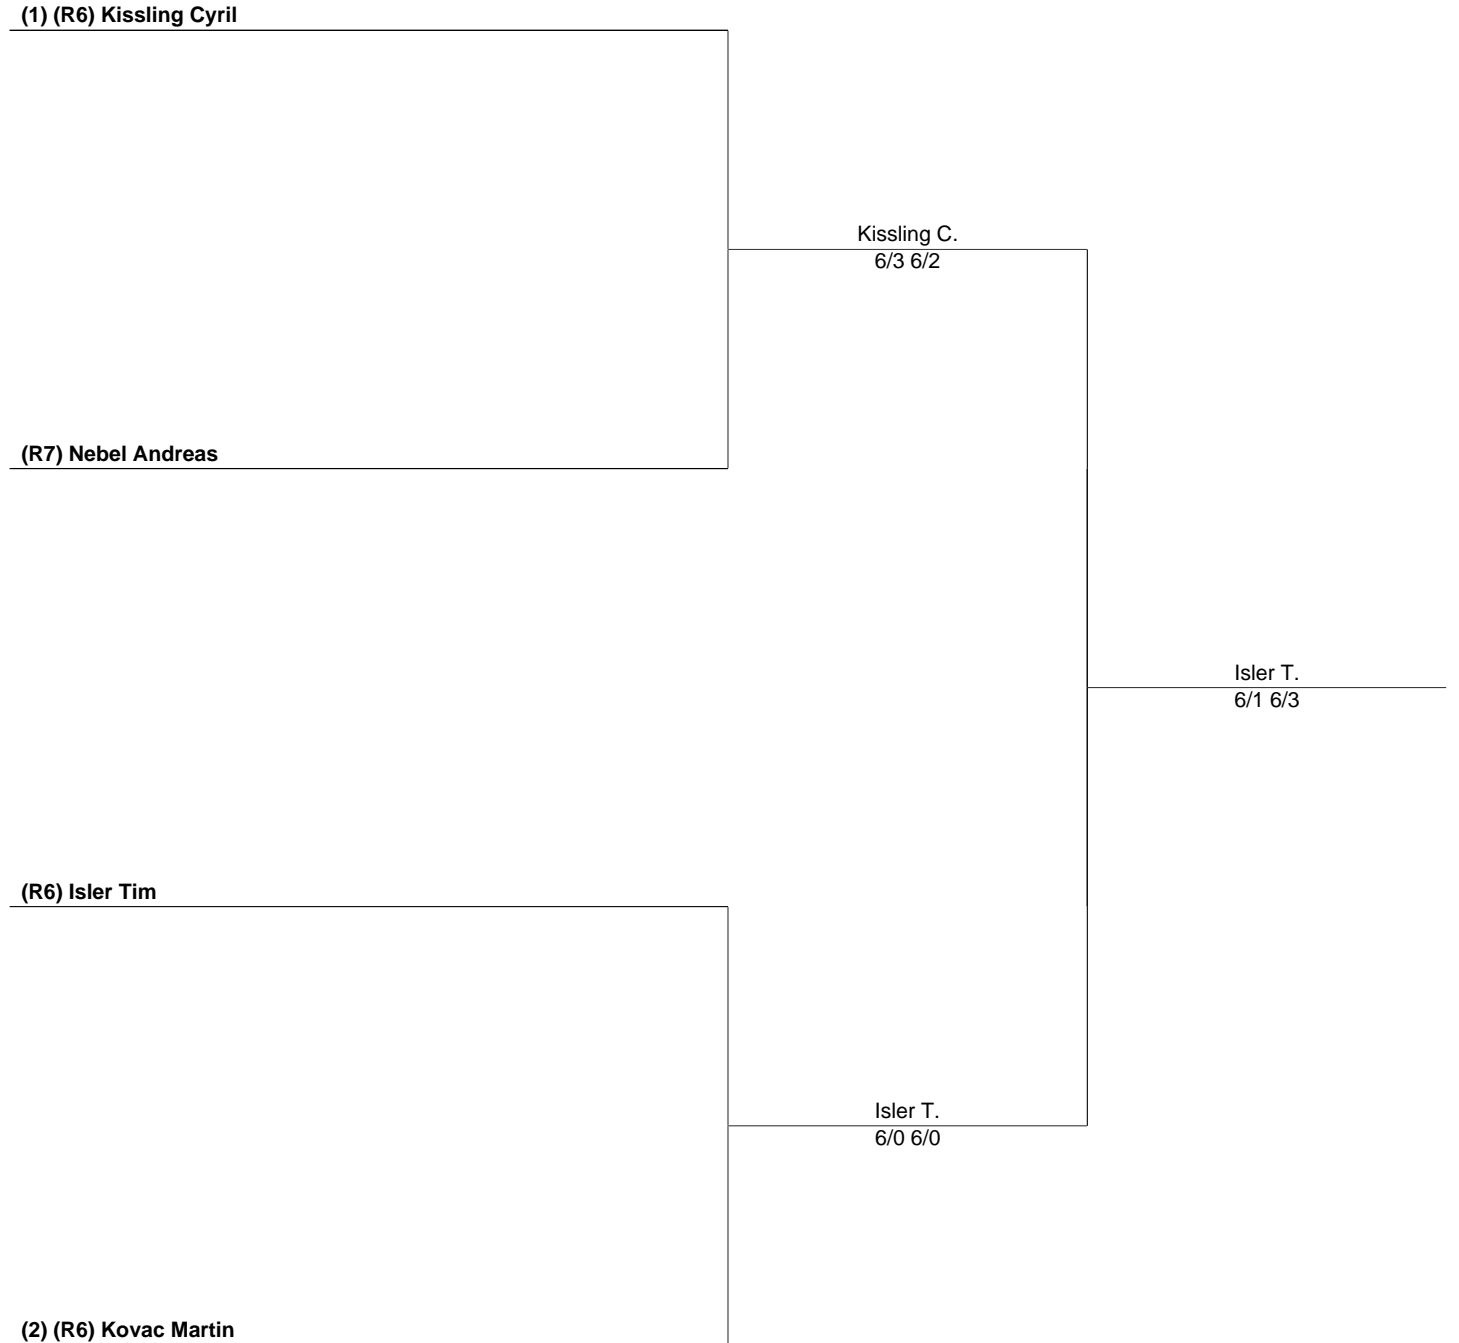 (1) (R6) Kissling Cyril
Kissling C.
6/3 6/2
(R7) Nebel Andreas
Isler T.
6/1 6/3
(R6) Isler Tim
Isler T.
6/0 6/0
(2) (R6) Kovac Martin